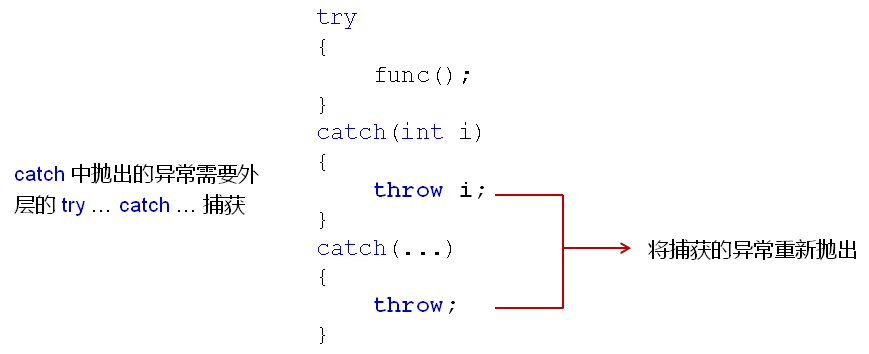 try
{
func();
}
catch(int i)
{
throw i;
}
catch(...)
{
throw;
}
catch 中抛出的异常需要外
层的 try … catch … 捕获
将捕获的异常重新抛出